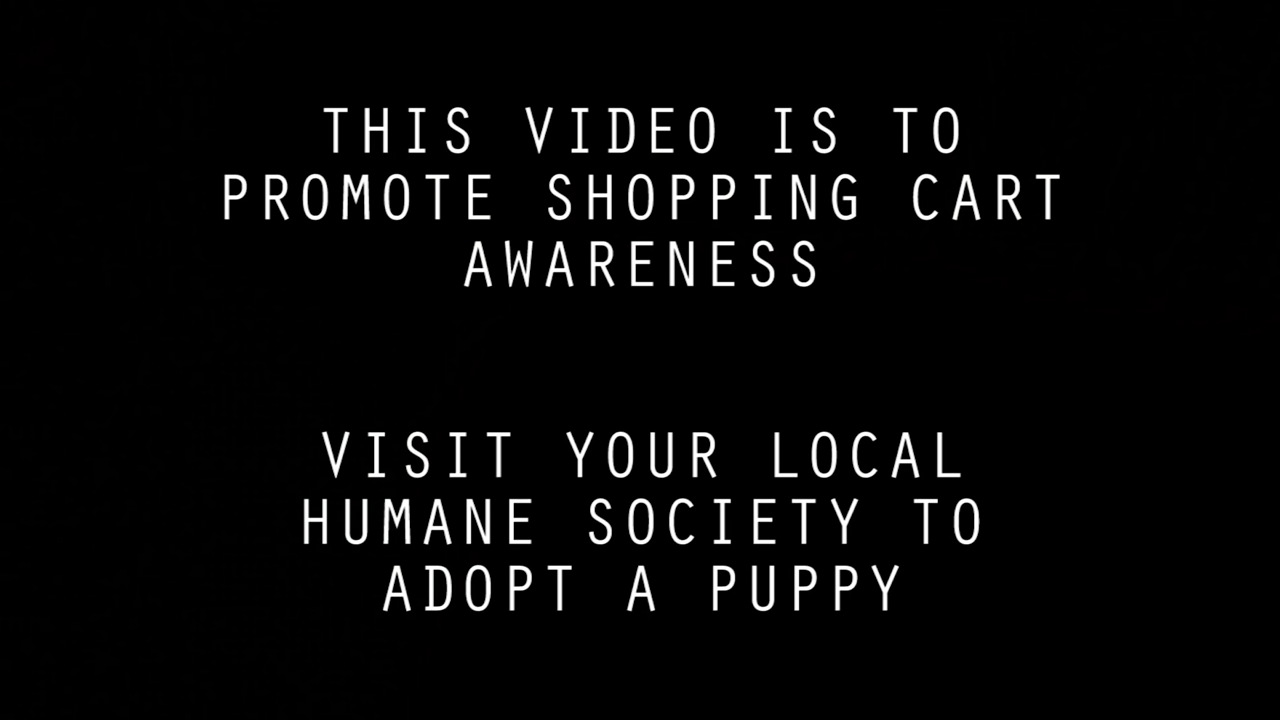 THIS VIDEO IS TO
PROMOTE SHOPPING CART
AWARENESS
VISIT YOUR LOCAL
HUMANE SOCIETY TO
ADOPT A PUPPY